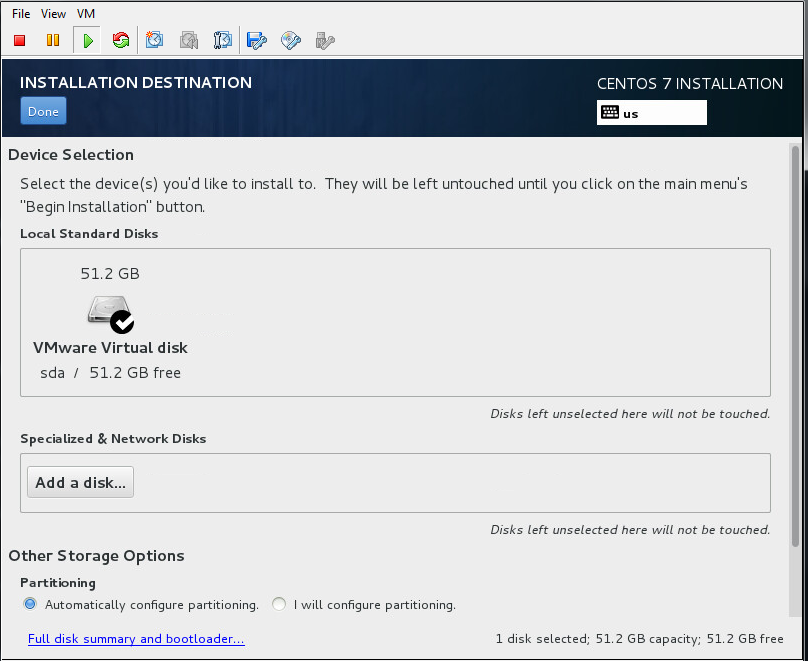 File View VM
INSTALLATION DESTINATION
CENTOS 7 INSTALLATION
Done
us
Device Selection
Select the device(s) you'd like to install to.  They will be left untouched until you click on the main menu's
"Begin Installation" button.
Local Standard Disks
51.2 GB
VMware Virtual disk
sda / 51.2 GB free
Disks left unselected here will not be touched.
Specialized & Network Disks
Add a disk...
Disks left unselected here will not be touched.
Other Storage Options
Partitioning
Automatically configure partitioning. I will configure partitioning.
Full disk summary and bootloader... 1 disk selected; 51.2 GB capacity; 51.2 GB free